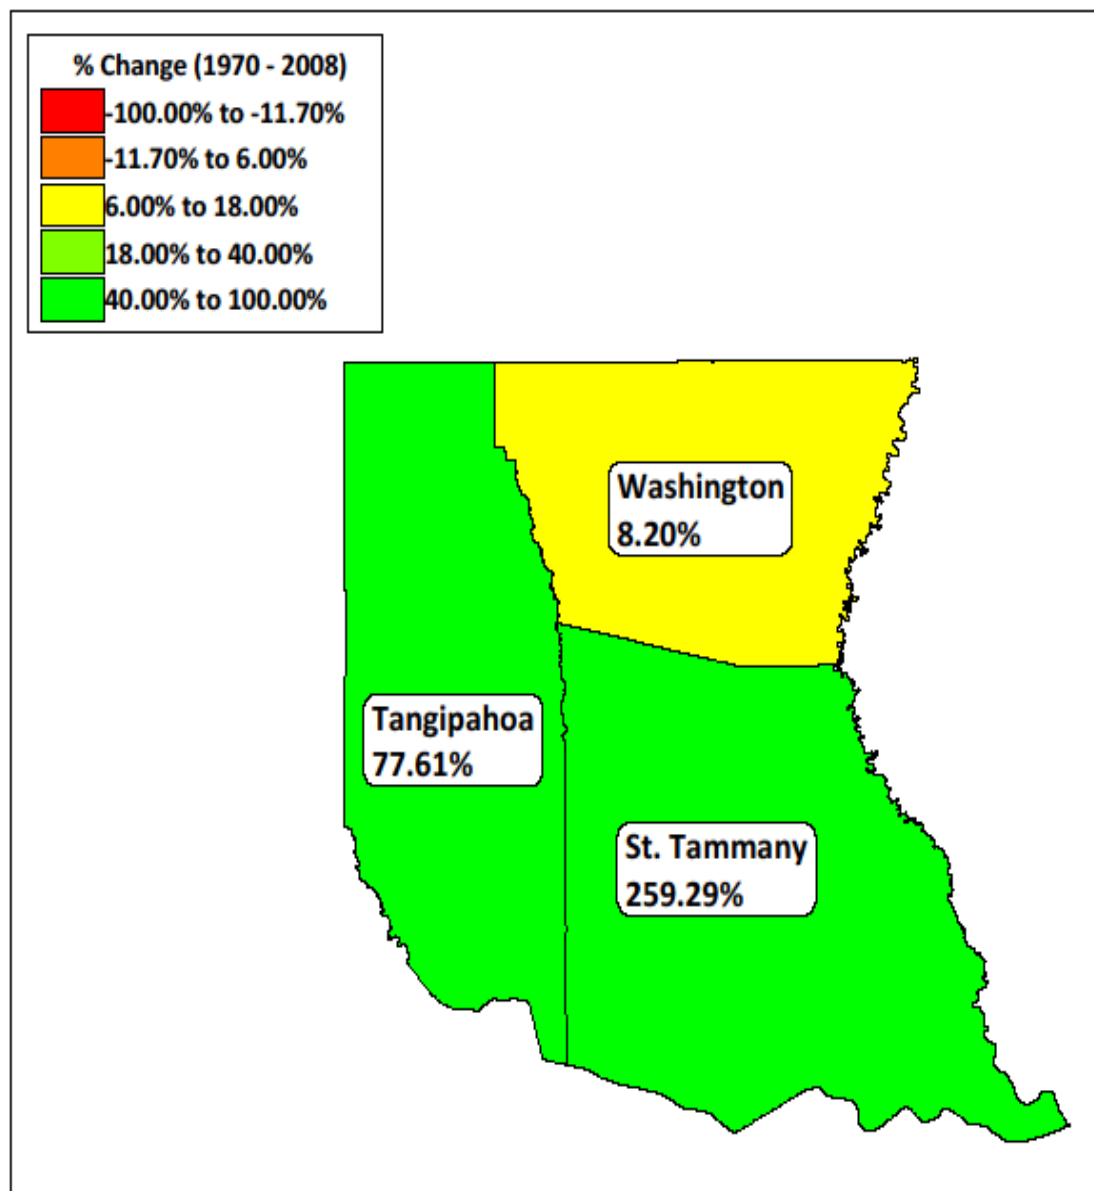 % Change (1970 - 2008)
-100.00% to -11.70%
-11.70% to 6.00%
6.00% to 18.00%
18.00% to 40.00%
40.00% to 100.00%
Washington
8.20%
Tangipahoa
77.61%
St. Tammany
259.29%